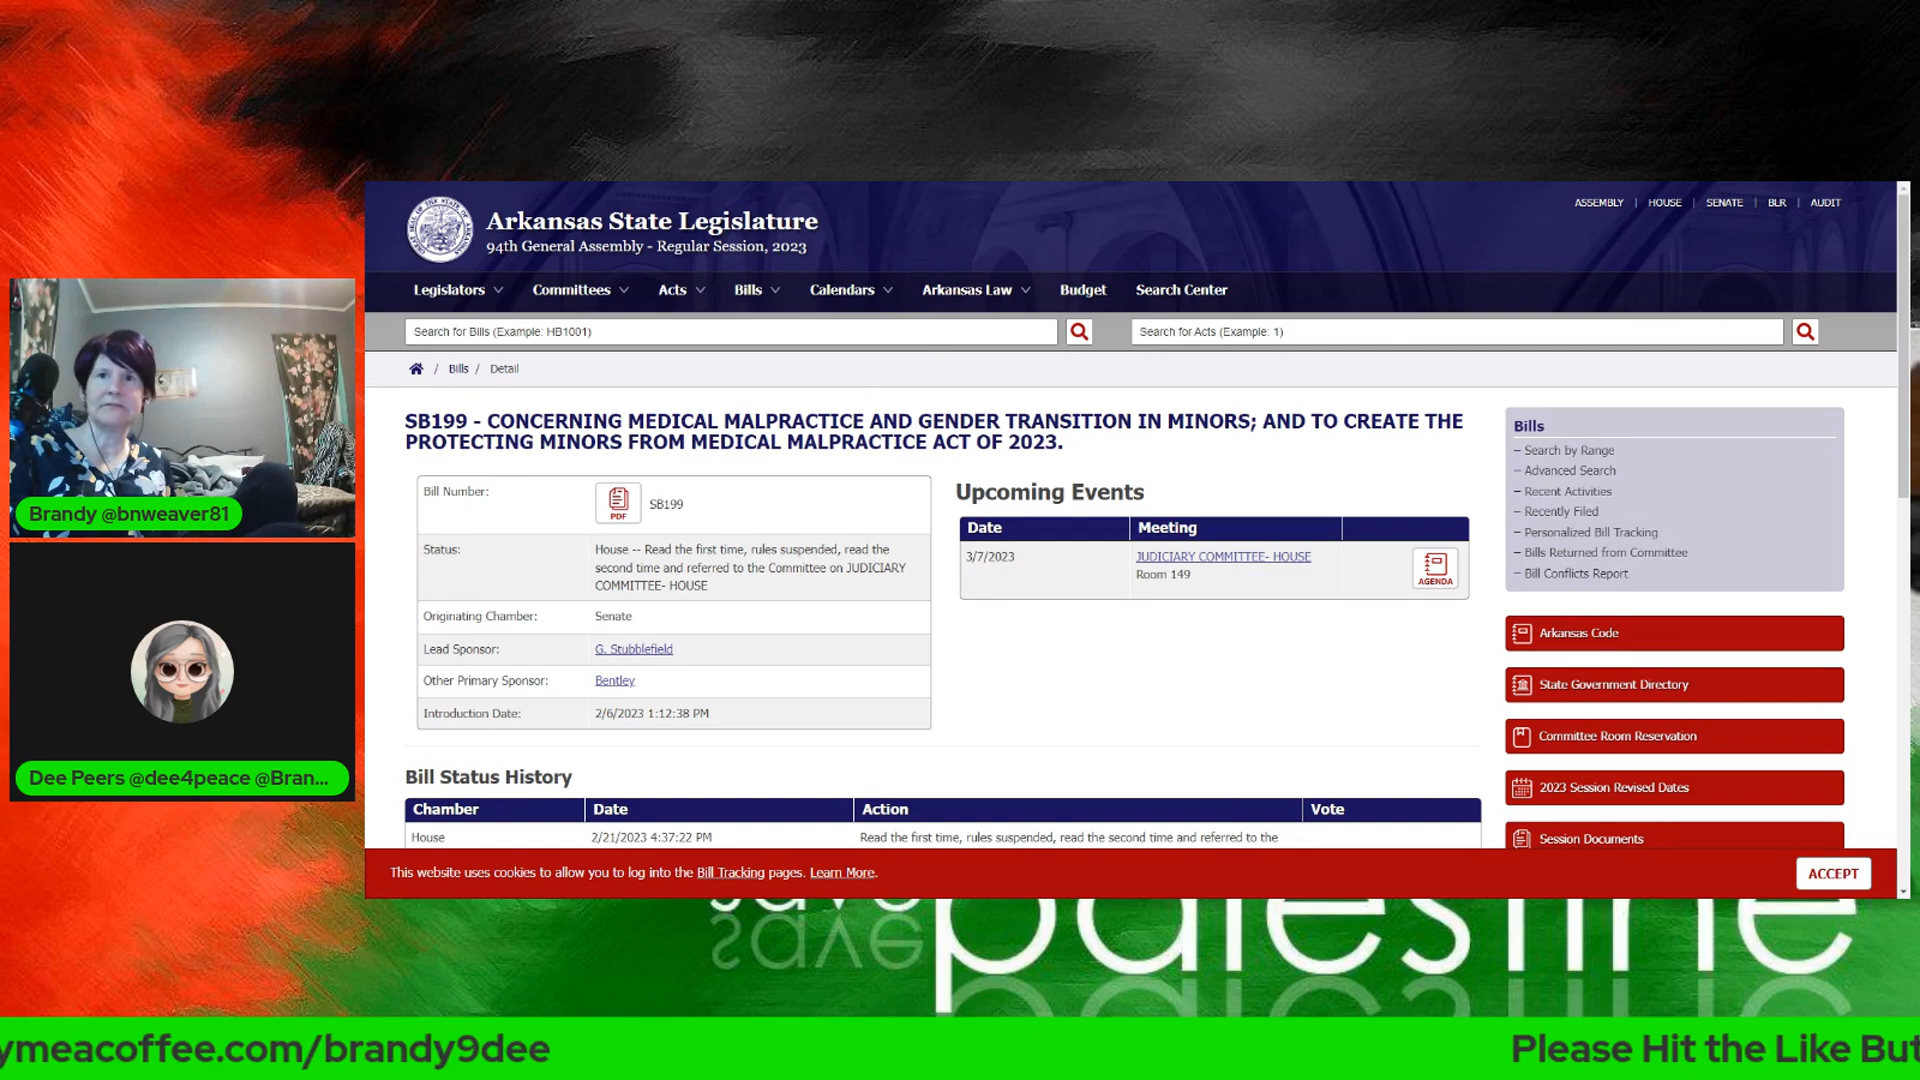 Arkansas State Legislature
94th General Assembly - Regular Session, 2023
ASSEMBLY | HOUSE | SENATE | BLR | AUDIT
Legislators Committees Acts Bills Calendars Arkansas Law Budget Search Center
Search for Bills (Example: HB1001)
Search for Acts (Example: 1)
/ Bills / Detail
SB199 - CONCERNING MEDICAL MALPRACTICE AND GENDER TRANSITION IN MINORS; AND TO CREATE THE
PROTECTING MINORS FROM MEDICAL MALPRACTICE ACT OF 2023.
Bill Number: PDF SB199
Status: House -- Read the first time, rules suspended, read the
second time and referred to the Committee on JUDICIARY
COMMITTEE- HOUSE
Originating Chamber: Senate
Lead Sponsor: G. Stubblefield
Other Primary Sponsor: Bentley
Introduction Date: 2/6/2023 1:12:38 PM
Upcoming Events
Date Meeting
3/7/2023 JUDICIARY COMMITTEE- HOUSE
Room 149
AGENDA
Bills
– Search by Range
– Advanced Search
– Recent Activities
– Recently Filed
– Personalized Bill Tracking
– Bills Returned from Committee
– Bill Conflicts Report
Arkansas Code
State Government Directory
Committee Room Reservation
2023 Session Revised Dates
Session Documents
Bill Status History
Chamber Date Action Vote
House 2/21/2023 4:37:22 PM Read the first time, rules suspended, read the second time and referred to the
This website uses cookies to allow you to log into the Bill Tracking pages. Learn More.
ACCEPT
Brandy @bnweaver81
Dee Peers @dee4peace @Bran...
save palestine
ymeacoffee.com/brandy9dee
Please Hit the Like But